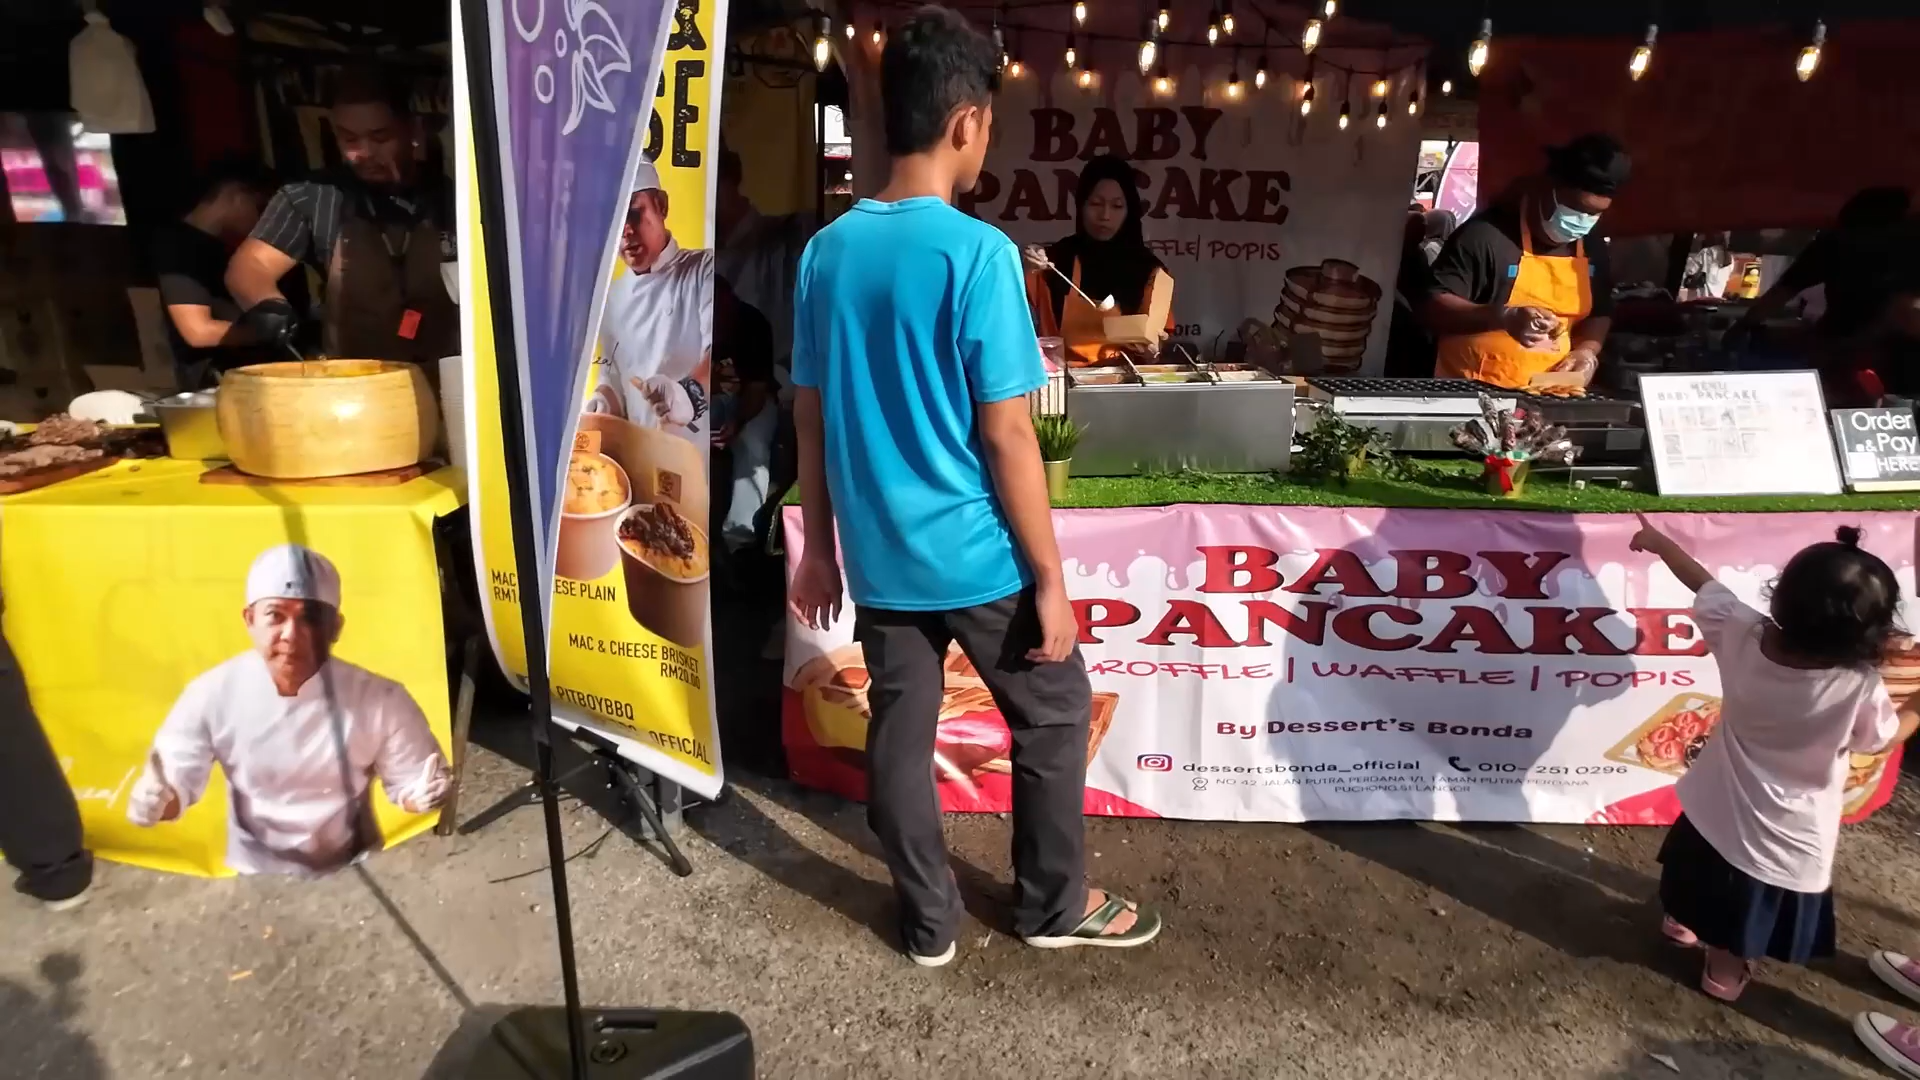 &
SE
MAC
ESE PLAIN
MAC & CHEESE BRISKET
RM20.00
PITBOYBBQ
OFFICIAL
BABY
PANCAKE
FFLE | POPIS
MENU
BABY PANCAKE
Order
& Pay
HERE
BABY
PANCAKE
CROFFLE | WAFFLE | POPIS
By Dessert's Bonda
dessertsbonda_official
010-251 0296
NO 42 JALAN PUTRA PERDANA 1/1, TAMAN PUTRA PERDANA
PUCHONG, SELANGOR